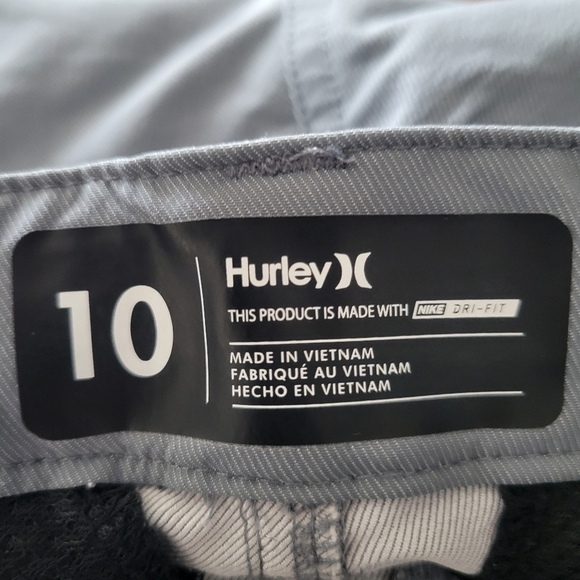 10
Hurley
THIS PRODUCT IS MADE WITH NIKE DRI-FIT
MADE IN VIETNAM
FABRIQUÉ AU VIETNAM
HECHO EN VIETNAM